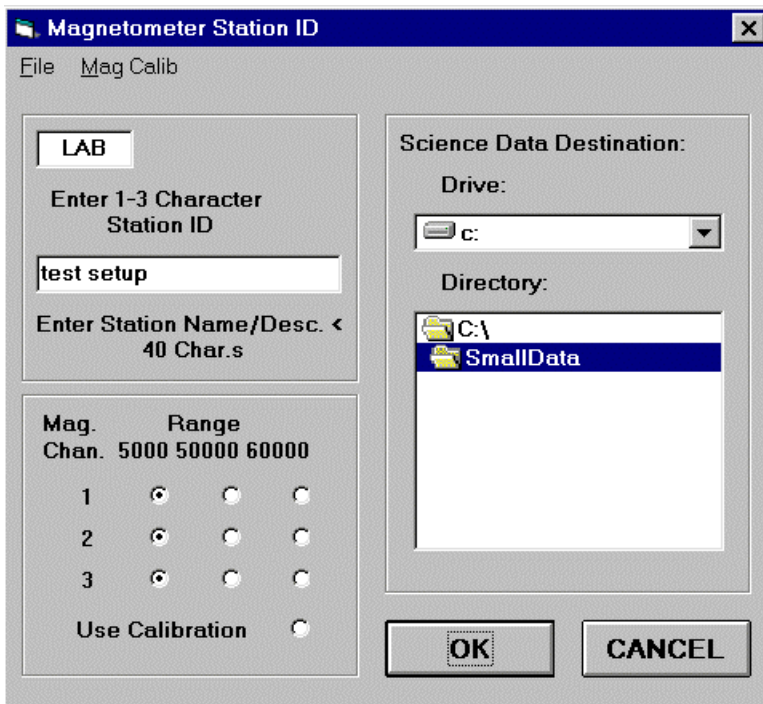 Magnetometer Station ID
File Mag Calib
LAB
Enter 1-3 Character
Station ID
test setup
Enter Station Name/Desc. <
40 Char.s
Mag. Range
Chan. 5000 50000 60000
1
2
3
Use Calibration
Science Data Destination:
Drive:
c:
Directory:
C:\
SmallData
OK CANCEL